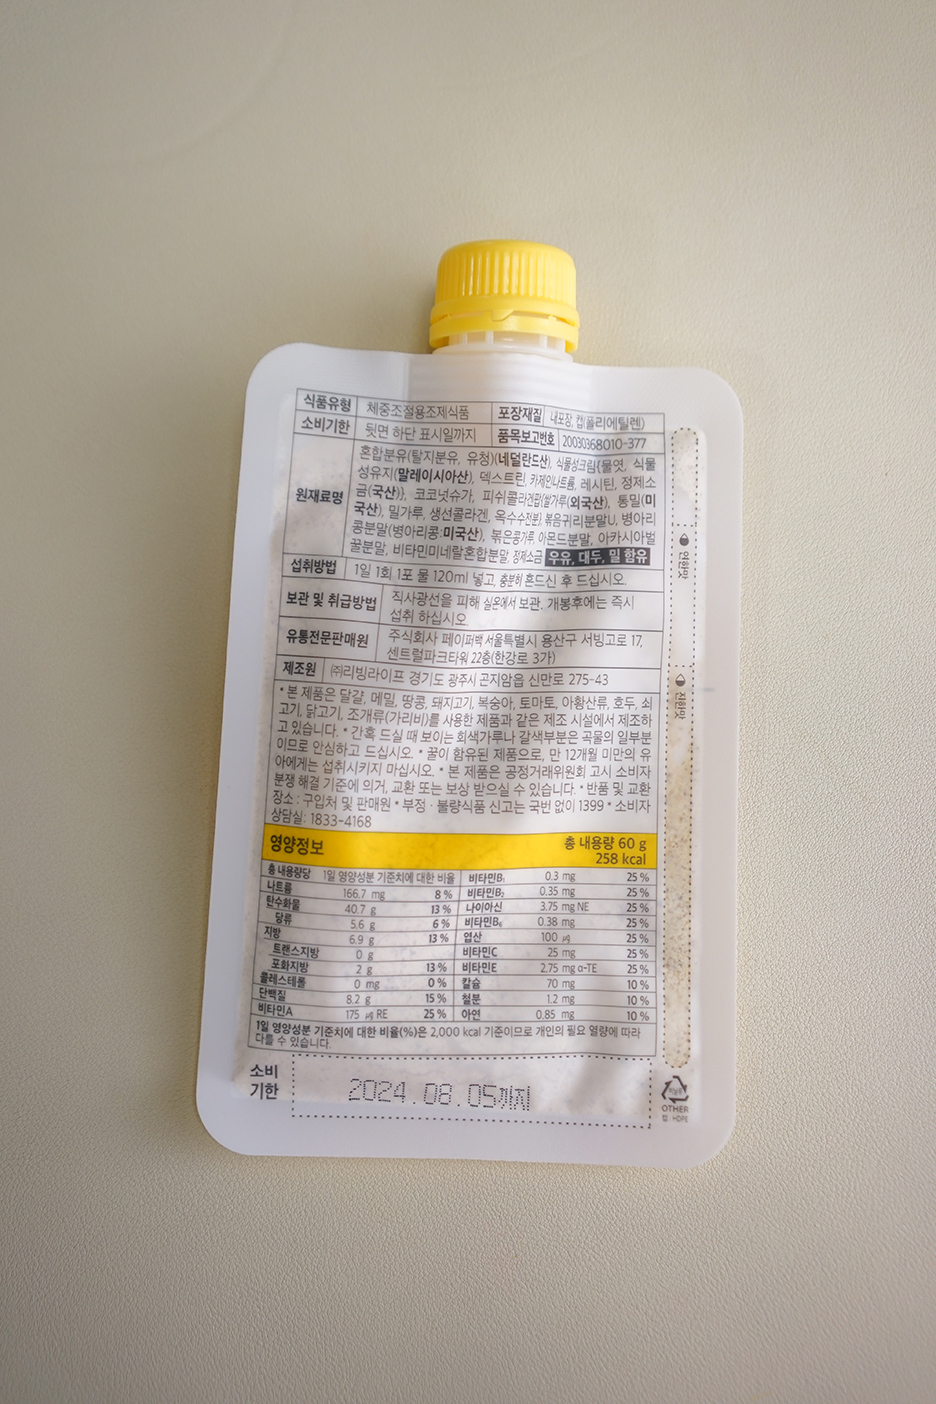 식품유형 체중조절용조제식품 포장재질 내포장, 캡(폴리에틸렌)
소비기한 뒷면 하단 표시일까지 품목보고번호 20030368010-377
원재료명
혼합분유(탈지분유, 유청)(네덜란드산), 식물성크림{물엿, 식물
성유지(말레이시아산), 덱스트린, 카제인나트륨, 레시틴, 정제소
금(국산)}, 코코넛슈가, 피쉬콜라겐팝(쌀가루(외국산), 통밀(미
국산), 밀가루, 생선콜라겐, 옥수수전분), 볶음귀리분말U, 병아리
콩분말(병아리콩:미국산), 볶은콩가루, 아몬드분말, 아카시아벌
꿀분말, 비타민미네랄혼합분말, 정제소금 우유, 대두, 밀 함유
섭취방법 1일 1회 1포 물 120ml 넣고, 충분히 흔드신 후 드십시오.
보관 및 취급방법 직사광선을 피해 실온에서 보관. 개봉후에는 즉시
섭취 하십시오.
유통전문판매원 주식회사 페이퍼백 서울특별시 용산구 서빙고로 17,
센트럴파크타워 22층(한강로 3가)
제조원 ㈜리빙라이프 경기도 광주시 곤지암읍 신만로 275-43
* 본 제품은 달걀, 메밀, 땅콩, 돼지고기, 복숭아, 토마토, 아황산류, 호두, 쇠
고기, 닭고기, 조개류(가리비)를 사용한 제품과 같은 제조 시설에서 제조하
고 있습니다. * 간혹 드실 때 보이는 회색가루나 갈색부분은 곡물의 일부분
이므로 안심하고 드십시오. * 꿀이 함유된 제품으로, 만 12개월 미만의 유
아에게는 섭취시키지 마십시오. * 본 제품은 공정거래위원회 고시 소비자
분쟁 해결 기준에 의거, 교환 또는 보상 받으실 수 있습니다. * 반품 및 교환
장소 : 구입처 및 판매원 * 부정·불량식품 신고는 국번 없이 1399 * 소비자
상담실: 1833-4168
영양정보 총 내용량 60 g
258 kcal
총 내용량당 1일 영양성분 기준치에 대한 비율
나트륨 166.7 mg 8 %
탄수화물 40.7 g 13 %
당류 5.6 g 6 %
지방 6.9 g 13 %
트랜스지방 0 g
포화지방 2 g 13 %
콜레스테롤 0 mg 0 %
단백질 8.2 g 15 %
비타민A 175 ㎍ RE 25 %
비타민B₁ 0.3 mg 25 %
비타민B₂ 0.35 mg 25 %
나이아신 3.75 mg NE 25 %
비타민B₆ 0.38 mg 25 %
엽산 100 ㎍ 25 %
비타민C 25 mg 25 %
비타민E 2.75 mg α-TE 25 %
칼슘 70 mg 10 %
철분 1.2 mg 10 %
아연 0.85 mg 10 %
1일 영양성분 기준치에 대한 비율(%)은 2,000 kcal 기준이므로 개인의 필요 열량에 따라
다를 수 있습니다.
소비
기한
2024.08.05까지
연한맛
진한맛
OTHER
캡: HDPE